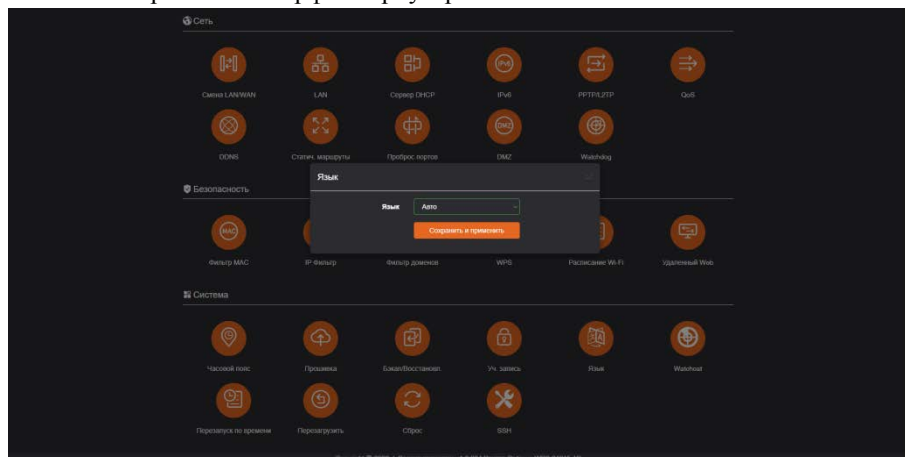 Сеть
Смена LAN/WAN LAN Сервер DHCP IPv6 PPTP/L2TP QoS
DDNS Статич. маршруты Проброс портов DMZ Watchdog
Язык
Безопасность
Язык Авто
Сохранить и применить
Фильтр MAC IP Фильтр Фильтр доменов WPS Расписание Wi-Fi Удаленный Web
Система
Часовой пояс Прошивка Бэкап/Восстановл. Уч. запись Язык
Перезапуск по времени Перезагрузить Сброс SSH